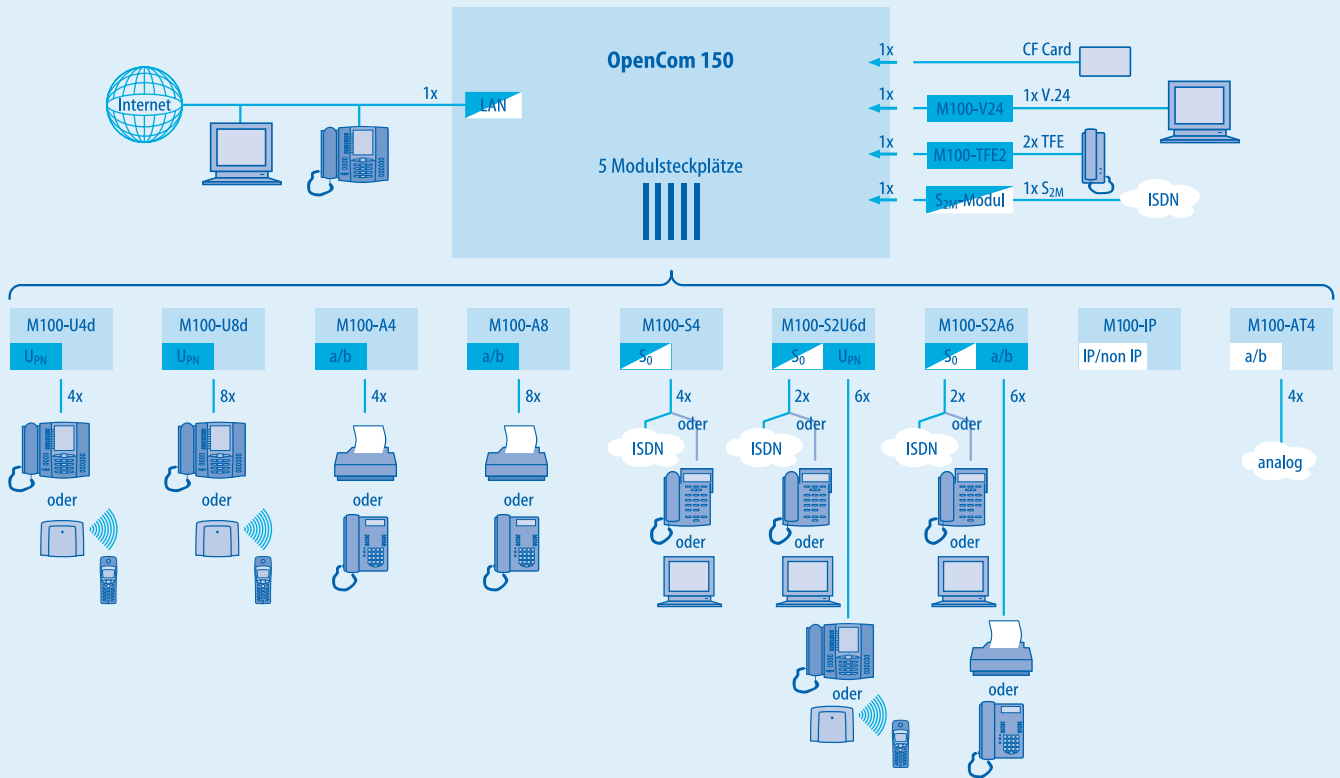 OpenCom 150
Internet
1x
LAN
5 Modulsteckplätze
1x
CF Card
1x
M100-V24
1x V.24
1x
M100-TFE2
2x TFE
1x
S2M-Modul
1x S2M
ISDN
M100-U4d
UPN
4x
oder
M100-U8d
UPN
8x
oder
M100-A4
a/b
4x
oder
M100-A8
a/b
8x
oder
M100-S4
S0
4x
oder
ISDN
oder
M100-S2U6d
S0
UPN
2x
6x
oder
ISDN
oder
oder
M100-S2A6
S0
a/b
2x
6x
oder
ISDN
oder
oder
M100-IP
IP/non IP
M100-AT4
a/b
4x
analog